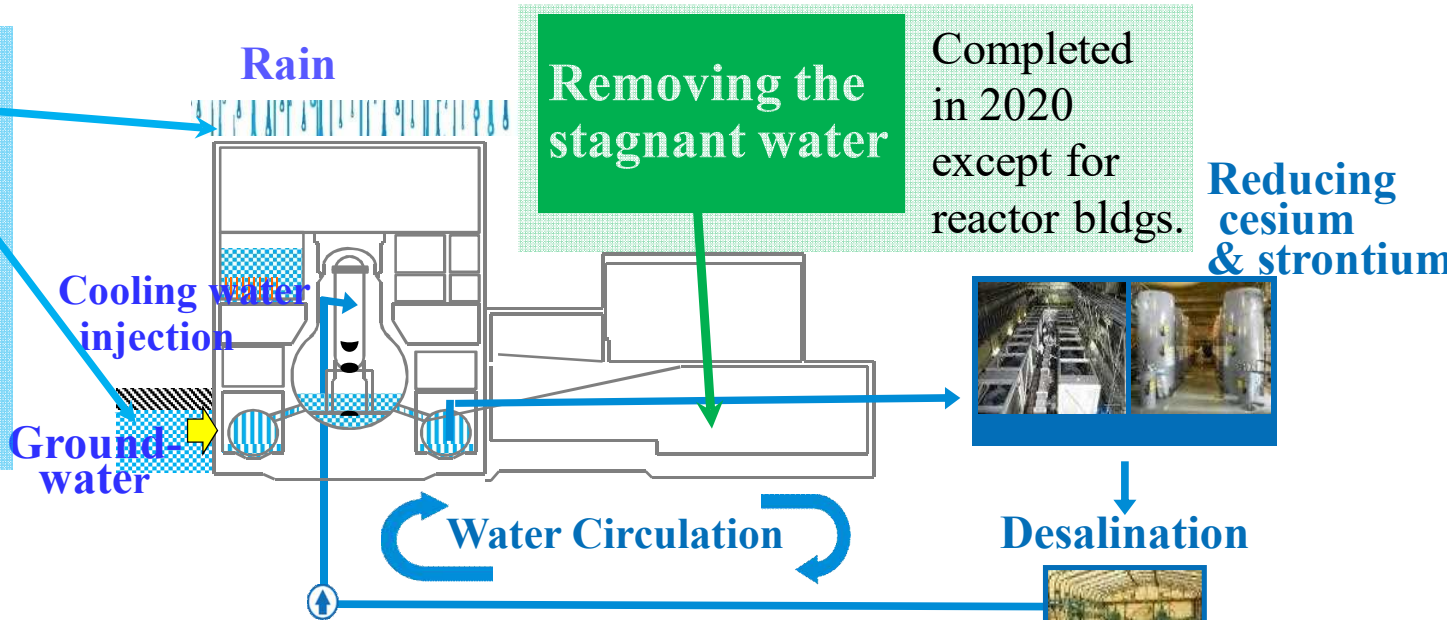 Rain
Removing the
stagnant water
Completed
in 2020
except for
reactor bldgs.
Reducing
cesium
& strontium
Cooling water
injection
Ground-
water
Water Circulation
Desalination